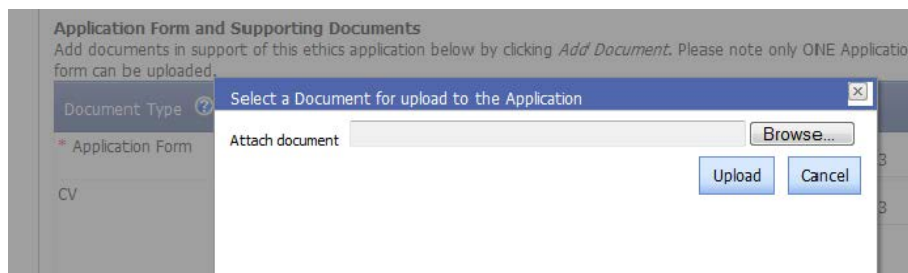 Application Form and Supporting Documents
Add documents in support of this ethics application below by clicking Add Document. Please note only ONE Applicatio
form can be uploaded.
Document Type
Select a Document for upload to the Application
* Application Form
Attach document
Browse...
3
Upload
Cancel
CV
3